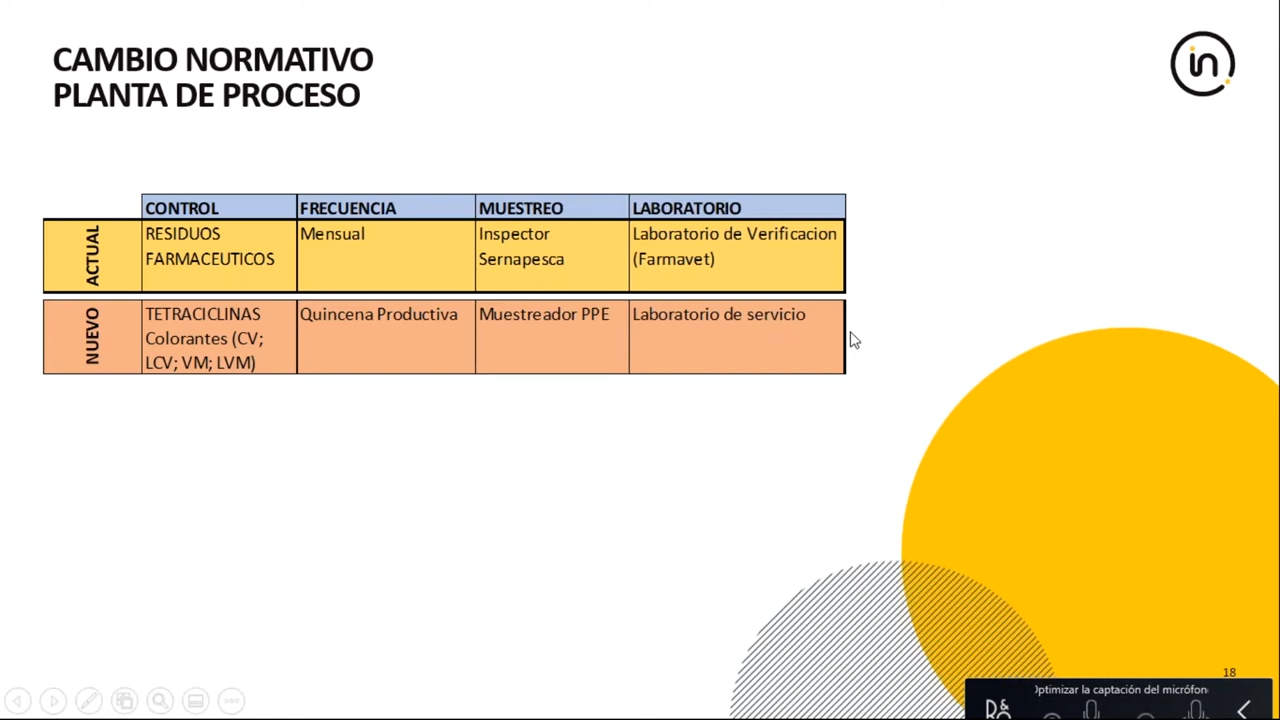 CAMBIO NORMATIVO
PLANTA DE PROCESO
in
CONTROL FRECUENCIA MUESTREO LABORATORIO
ACTUAL
RESIDUOS FARMACEUTICOS
Mensual
Inspector Sernapesca
Laboratorio de Verificacion (Farmavet)
NUEVO
TETRACICLINAS
Colorantes (CV;
LCV; VM; LVM)
Quincena Productiva
Muestreador PPE
Laboratorio de servicio
18
Optimizar la captación del micrófon